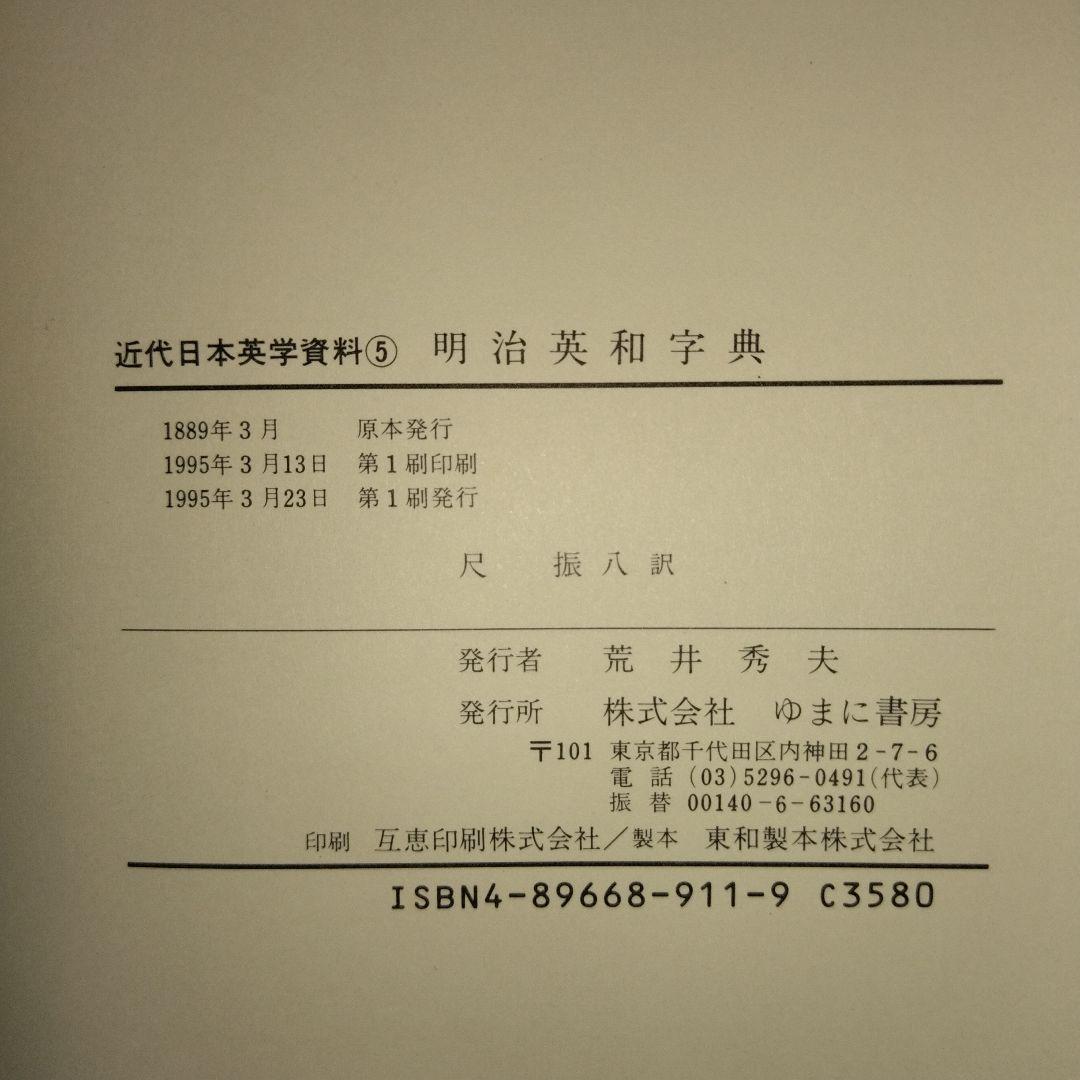 近代日本英学資料⑤ 明治英和字典
1889年3月 原本発行
1995年3月13日 第1刷印刷
1995年3月23日 第1刷発行
尺 振八訳
発行者 荒井秀夫
発行所 株式会社 ゆまに書房
〒101 東京都千代田区内神田2-7-6
電話 (03)5296-0491(代表)
振替 00140-6-63160
印刷 互恵印刷株式会社/製本 東和製本株式会社
ISBN4-89668-911-9 C3580